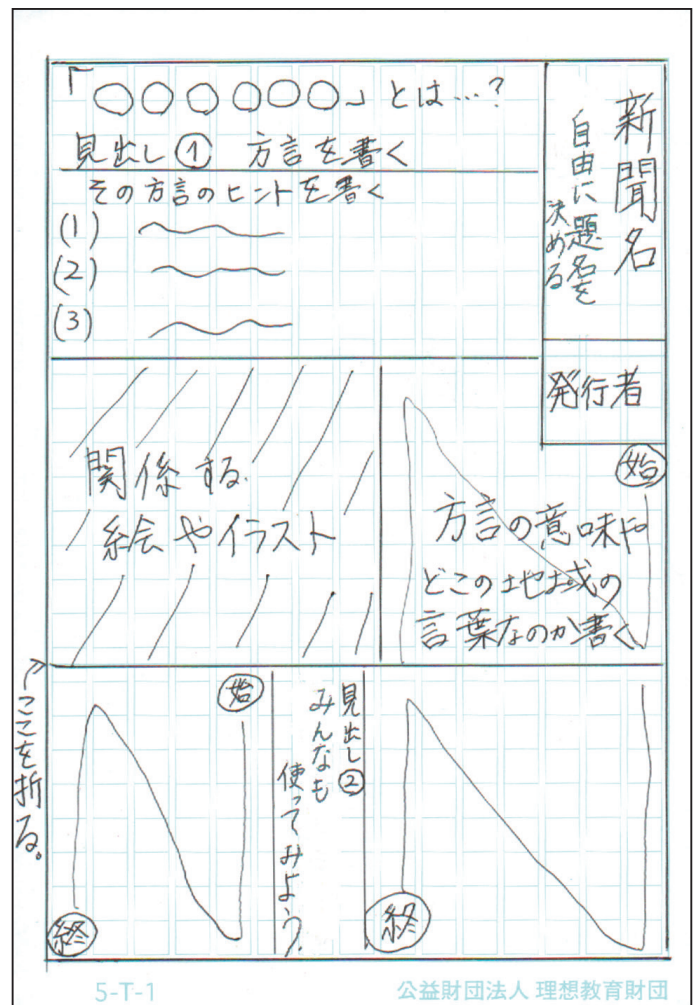 新聞名
自由に題名を
決める
発行者
「○○○○○○」とは…?
見出し① 方言を書く
その方言のヒントを書く
(1)
(2)
(3)
関係する
絵やイラスト
始
方言の意味や
どこの地域の
言葉なのか書く
終
見出し②
みんなも
使ってみよう。
始
終
←ここを折る。
5-T-1
公益財団法人 理想教育財団